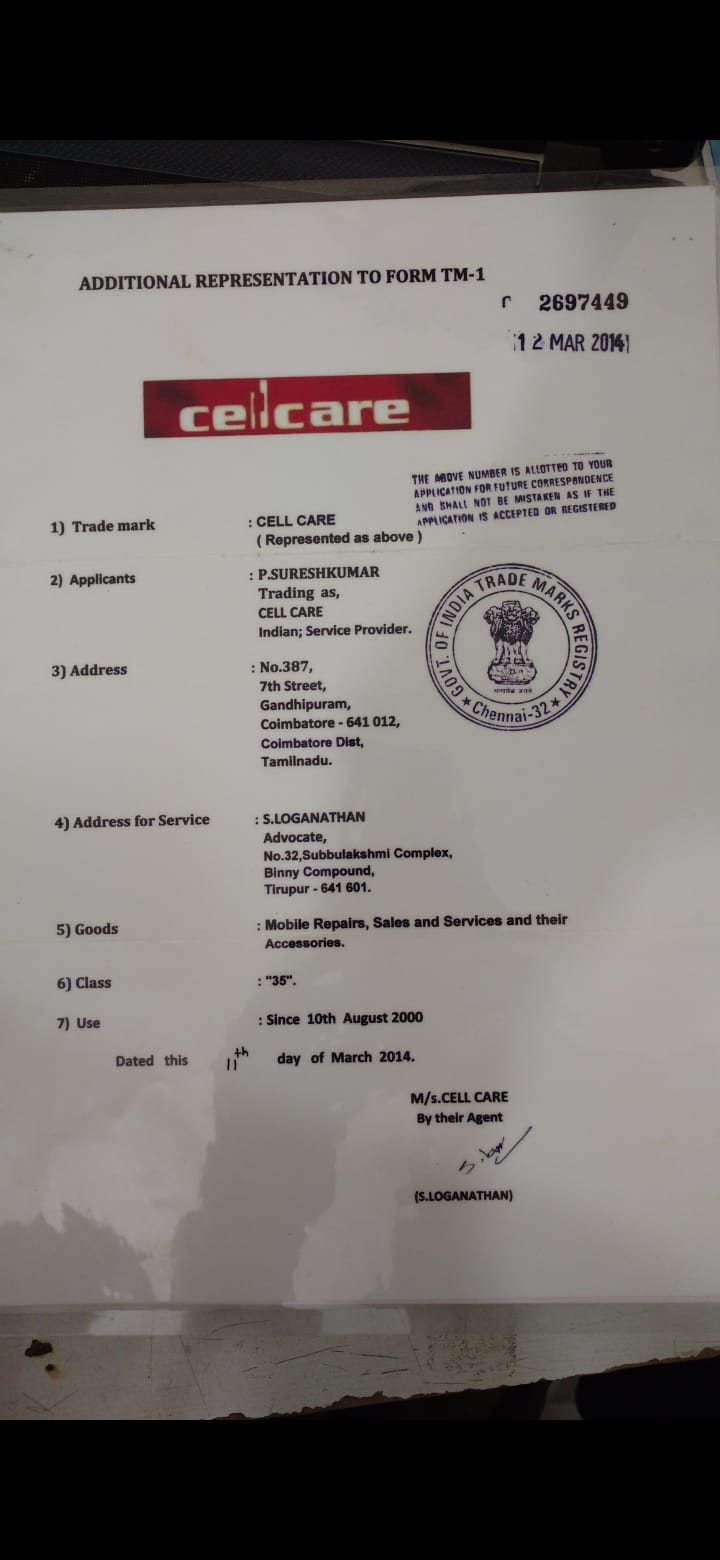 ADDITIONAL REPRESENTATION TO FORM TM-1
2697449
12 MAR 2014
cellcare
THE ABOVE NUMBER IS ALLOTTED TO YOUR
APPLICATION FOR FUTURE CORRESPONDENCE
AND SHALL NOT BE MISTAKEN AS IF THE
APPLICATION IS ACCEPTED OR REGISTERED
1) Trade mark : CELL CARE
( Represented as above )
2) Applicants : P.SURESHKUMAR
Trading as,
CELL CARE
Indian; Service Provider.
GOVT. OF INDIA TRADE MARKS REGISTRY
★ Chennai-32 ★
सत्यमेव जयते
3) Address : No.387,
7th Street,
Gandhipuram,
Coimbatore - 641 012,
Coimbatore Dist,
Tamilnadu.
4) Address for Service : S.LOGANATHAN
Advocate,
No.32,Subbulakshmi Complex,
Binny Compound,
Tirupur - 641 601.
5) Goods : Mobile Repairs, Sales and Services and their
Accessories.
6) Class : "35".
7) Use : Since 10th August 2000
Dated this 11th day of March 2014.
M/s.CELL CARE
By their Agent
(S.LOGANATHAN)